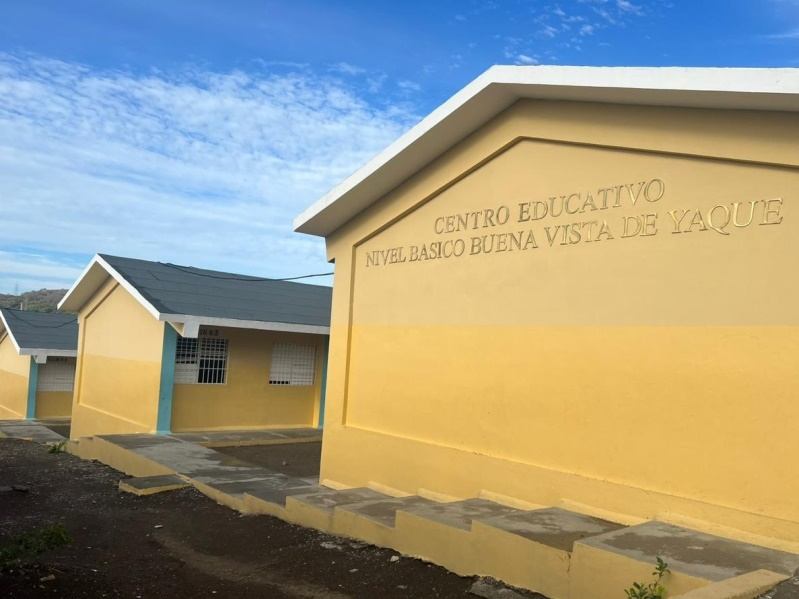 CENTRO EDUCATIVO
NIVEL BASICO BUENA VISTA DE YAQUE